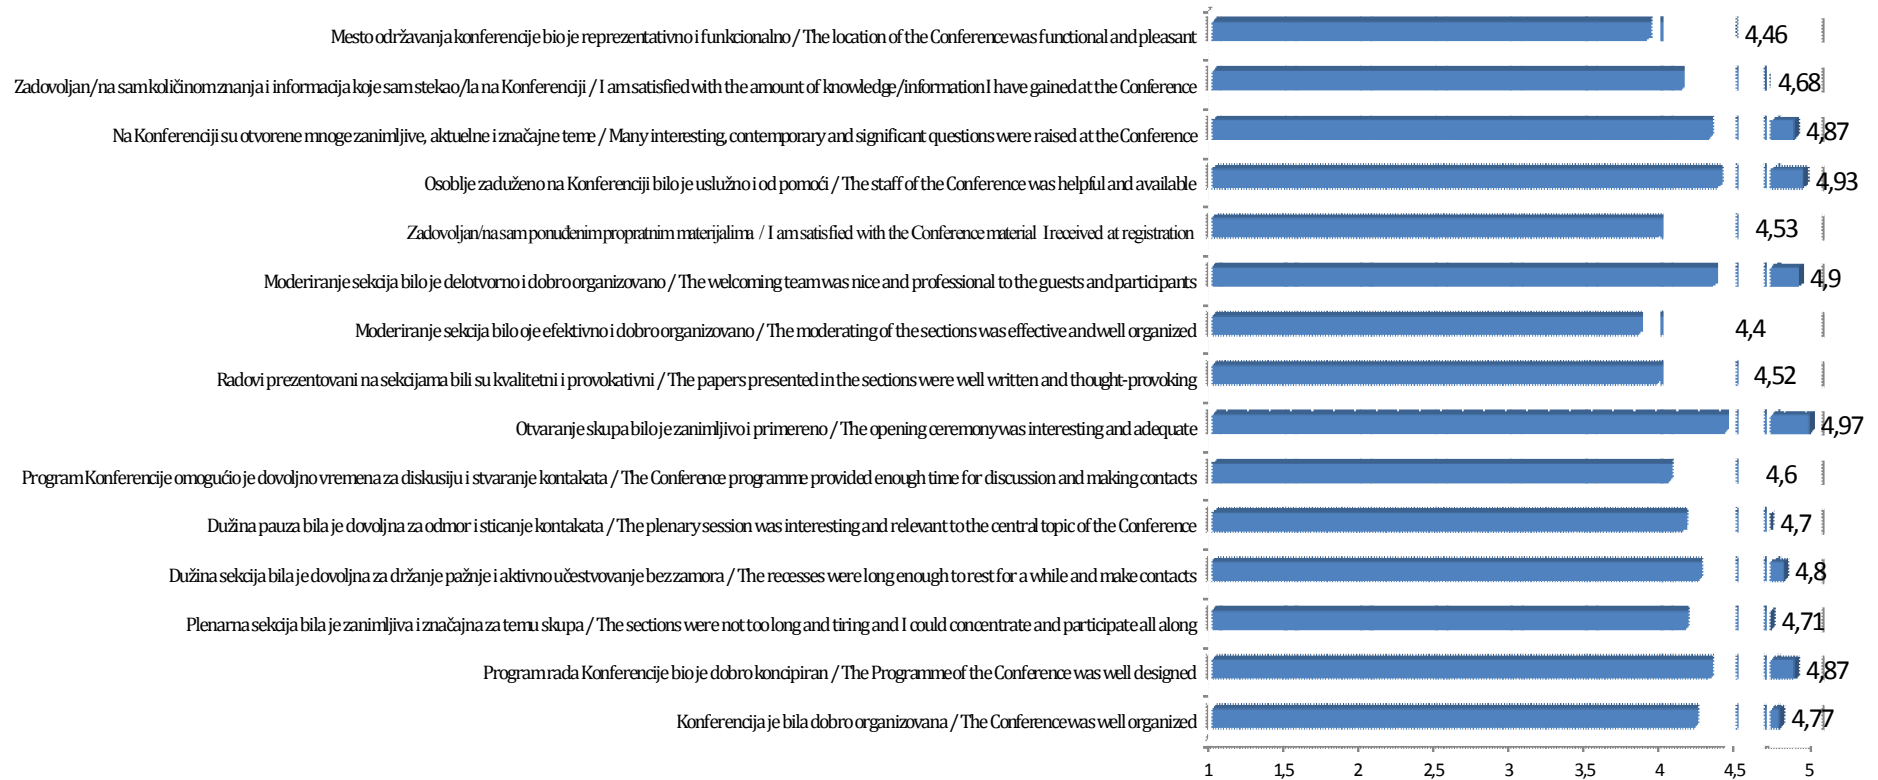 Mesto održavanja konferencije bio je reprezentativno i funkcionalno / The location of the Conference was functional and pleasant 4,46
Zadovoljan/na sam količinom znanja i informacija koje sam stekao/la na Konferenciji / I am satisfied with the amount of knowledge/information I have gained at the Conference 4,68
Na Konferenciji su otvorene mnoge zanimljive, aktuelne i značajne teme / Many interesting, contemporary and significant questions were raised at the Conference 4,87
Osoblje zaduženo na Konferenciji bilo je uslužno i od pomoći / The staff of the Conference was helpful and available 4,93
Zadovoljan/na sam ponuđenim propratnim materijalima / I am satisfied with the Conference material I received at registration 4,53
Moderiranje sekcija bilo je delotvorno i dobro organizovano / The welcoming team was nice and professional to the guests and participants 4,9
Moderiranje sekcija bilo oje efektivno i dobro organizovano / The moderating of the sections was effective and well organized 4,4
Radovi prezentovani na sekcijama bili su kvalitetni i provokativni / The papers presented in the sections were well written and thought-provoking 4,52
Otvaranje skupa bilo je zanimljivo i primereno / The opening ceremony was interesting and adequate 4,97
Program Konferencije omogućio je dovoljno vremena za diskusiju i stvaranje kontakata / The Conference programme provided enough time for discussion and making contacts 4,6
Dužina pauza bila je dovoljna za odmor i sticanje kontakata / The plenary session was interesting and relevant to the central topic of the Conference 4,7
Dužina sekcija bila je dovoljna za držanje pažnje i aktivno učestvovanje bez zamora / The recesses were long enough to rest for a while and make contacts 4,8
Plenarna sekcija bila je zanimljiva i značajna za temu skupa / The sections were not too long and tiring and I could concentrate and participate all along 4,71
Program rada Konferencije bio je dobro koncipiran / The Programme of the Conference was well designed 4,87
Konferencija je bila dobro organizovana / The Conference was well organized 4,77
1 1,5 2 2,5 3 3,5 4 4,5 5